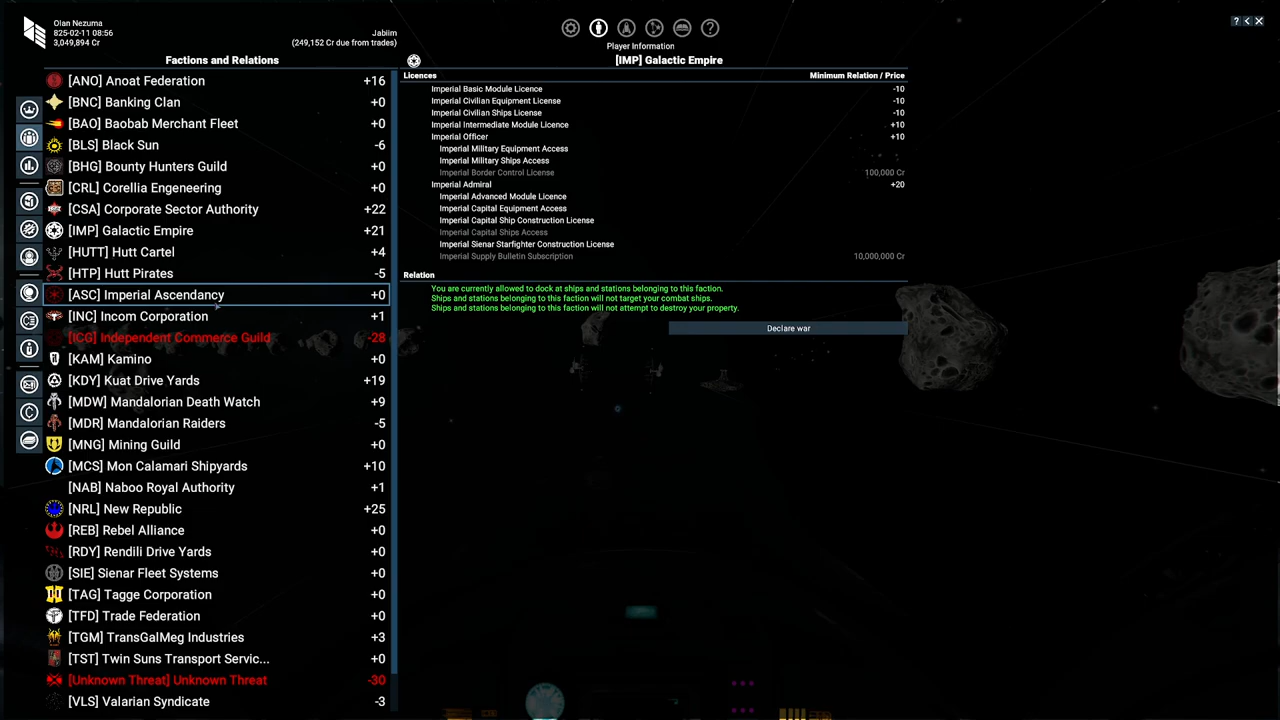 Olan Nezuma
825-02-11 08:56
3,049,894 Cr
Jabiim
(249,152 Cr due from trades)
Player Information
? < X
Factions and Relations
[ANO] Anoat Federation +16
[BNC] Banking Clan +0
[BAO] Baobab Merchant Fleet +0
[BLS] Black Sun -6
[BHG] Bounty Hunters Guild +0
[CRL] Corellia Engeneering +0
[CSA] Corporate Sector Authority +22
[IMP] Galactic Empire +21
[HUTT] Hutt Cartel +4
[HTP] Hutt Pirates -5
[ASC] Imperial Ascendancy +0
[INC] Incom Corporation +1
[ICG] Independent Commerce Guild -28
[KAM] Kamino +0
[KDY] Kuat Drive Yards +19
[MDW] Mandalorian Death Watch +9
[MDR] Mandalorian Raiders -5
[MNG] Mining Guild +0
[MCS] Mon Calamari Shipyards +10
[NAB] Naboo Royal Authority +1
[NRL] New Republic +25
[REB] Rebel Alliance +0
[RDY] Rendili Drive Yards +0
[SIE] Sienar Fleet Systems +0
[TAG] Tagge Corporation +0
[TFD] Trade Federation +0
[TGM] TransGalMeg Industries +3
[TST] Twin Suns Transport Servic... +0
[Unknown Threat] Unknown Threat -30
[VLS] Valarian Syndicate -3
[IMP] Galactic Empire
Licences Minimum Relation / Price
Imperial Basic Module Licence -10
Imperial Civilian Equipment License -10
Imperial Civilian Ships License -10
Imperial Intermediate Module Licence +10
Imperial Officer +10
Imperial Military Equipment Access
Imperial Military Ships Access
Imperial Border Control License 100,000 Cr
Imperial Admiral +20
Imperial Advanced Module Licence
Imperial Capital Equipment Access
Imperial Capital Ship Construction License
Imperial Capital Ships Access
Imperial Sienar Starfighter Construction License
Imperial Supply Bulletin Subscription 10,000,000 Cr
Relation
You are currently allowed to dock at ships and stations belonging to this faction.
Ships and stations belonging to this faction will not target your combat ships.
Ships and stations belonging to this faction will not attempt to destroy your property.
Declare war